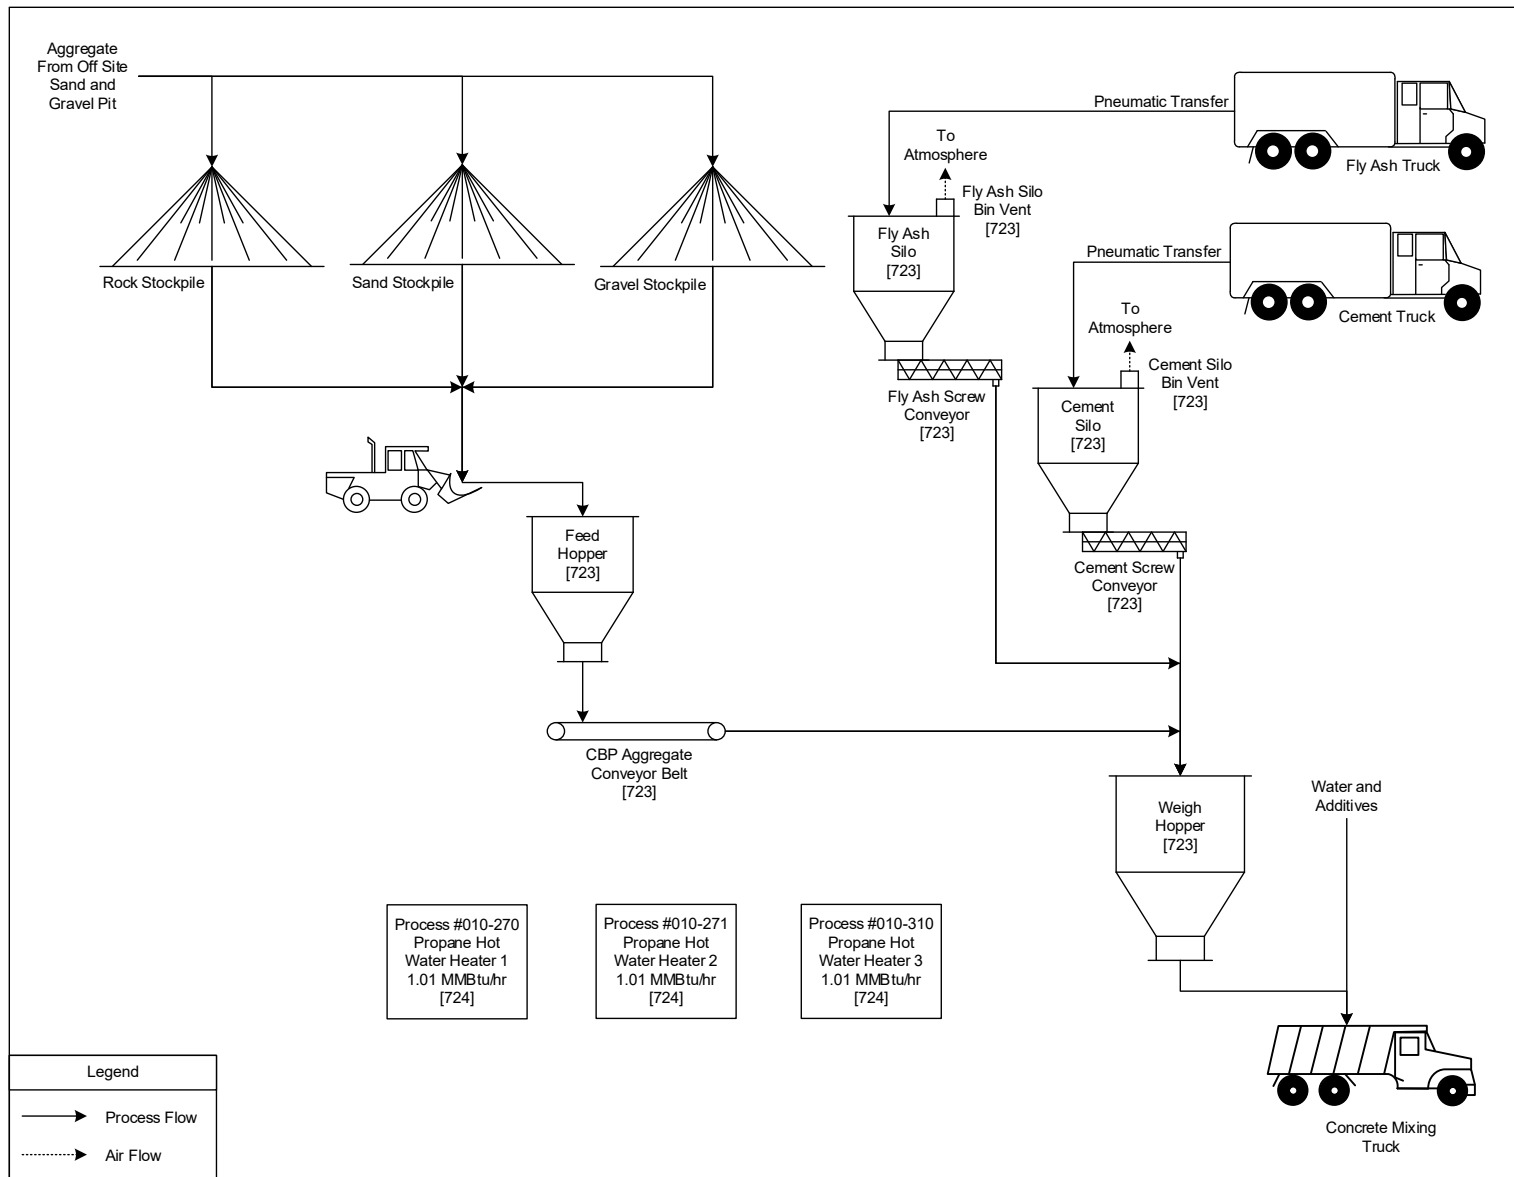 Aggregate
From Off Site
Sand and
Gravel Pit
Rock Stockpile
Sand Stockpile
Gravel Stockpile
Pneumatic Transfer
Fly Ash Truck
To
Atmosphere
Fly Ash Silo
Bin Vent
[723]
Fly Ash
Silo
[723]
Fly Ash Screw
Conveyor
[723]
Pneumatic Transfer
Cement Truck
To
Atmosphere
Cement Silo
Bin Vent
[723]
Cement
Silo
[723]
Cement Screw
Conveyor
[723]
Feed
Hopper
[723]
CBP Aggregate
Conveyor Belt
[723]
Weigh
Hopper
[723]
Water and
Additives
Process #010-270
Propane Hot
Water Heater 1
1.01 MMBtu/hr
[724]
Process #010-271
Propane Hot
Water Heater 2
1.01 MMBtu/hr
[724]
Process #010-310
Propane Hot
Water Heater 3
1.01 MMBtu/hr
[724]
Concrete Mixing
Truck
Legend
Process Flow
Air Flow